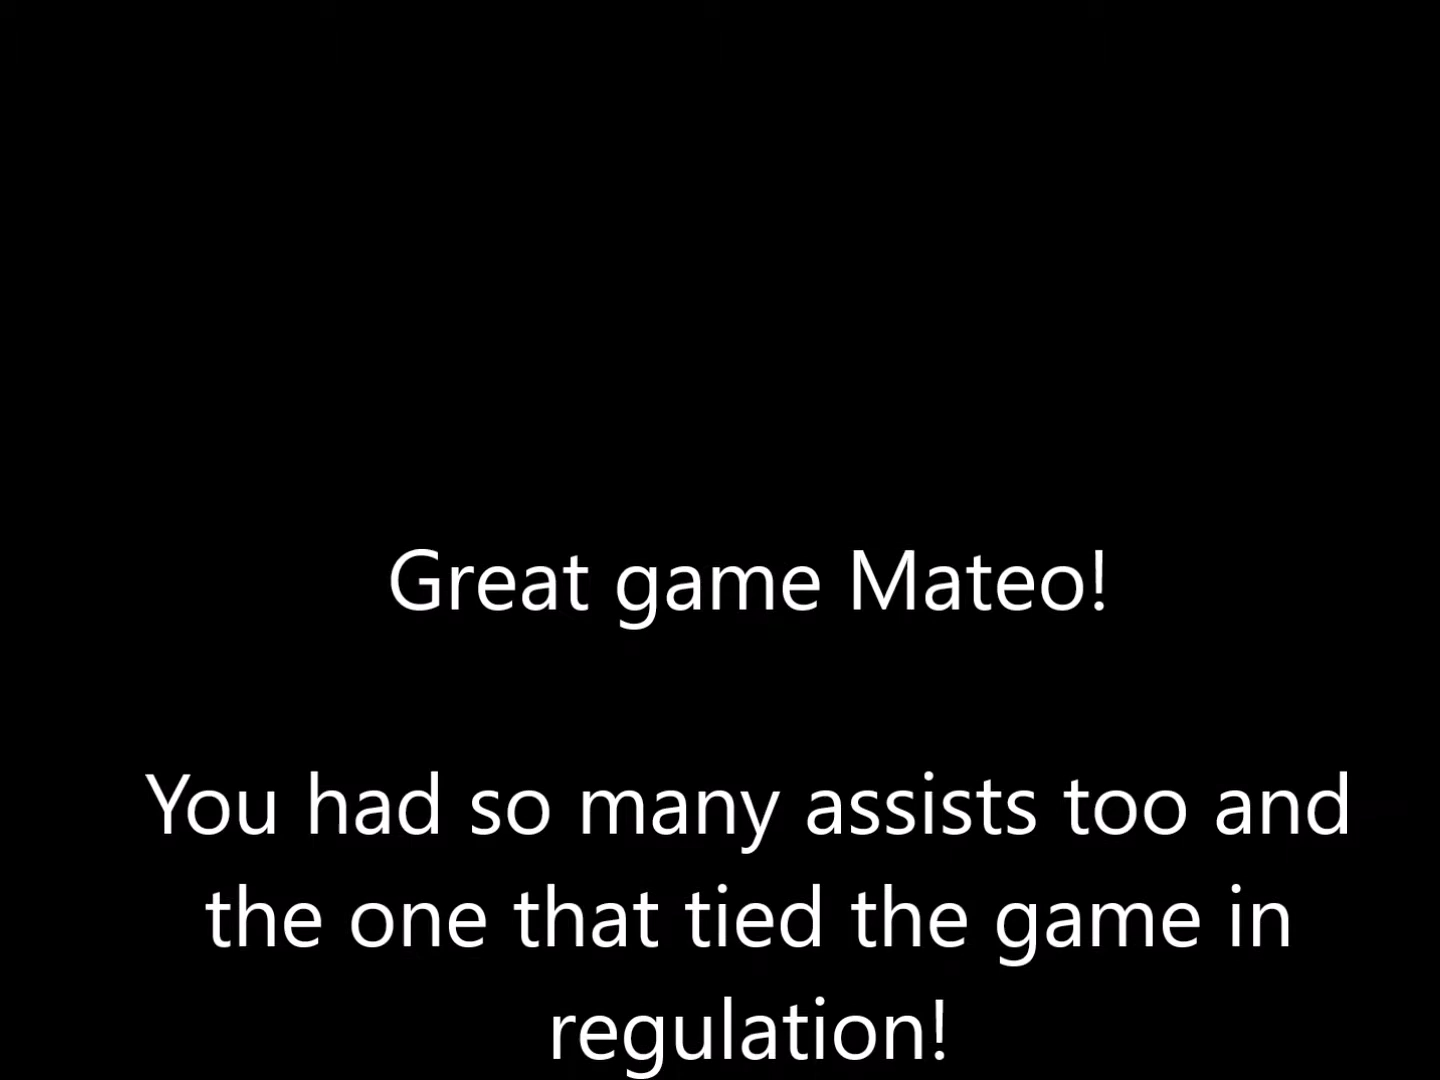 Great game Mateo!
You had so many assists too and
the one that tied the game in
regulation!